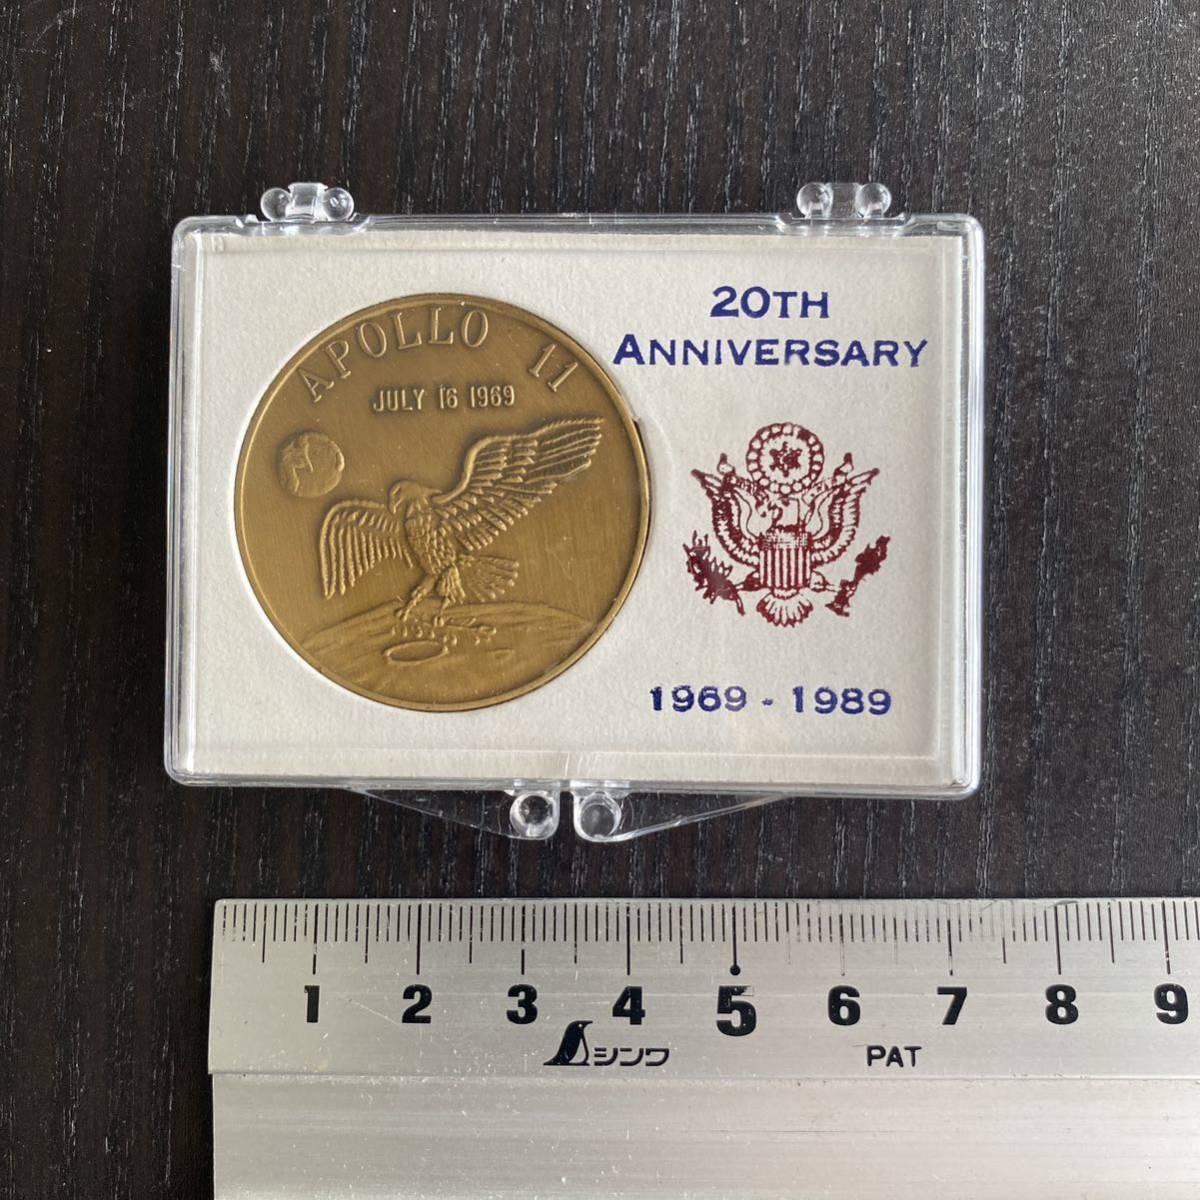 APOLLO 11
JULY 16 1969
20TH
ANNIVERSARY
1969 - 1989
1 2 3 4 5 6 7 8 9
シンワ
PAT